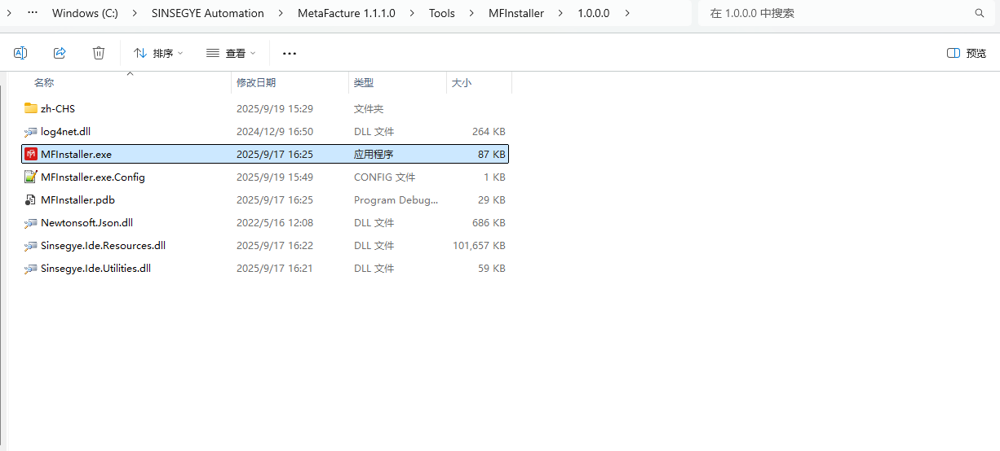 Windows (C:) SINSEGYE Automation MetaFacture 1.1.1.0 Tools MFInstaller 1.0.0.0 在 1.0.0.0 中搜索
排序 查看 预览
名称 修改日期 类型 大小
zh-CHS 2025/9/19 15:29 文件夹
log4net.dll 2024/12/9 16:50 DLL 文件 264 KB
MFInstaller.exe 2025/9/17 16:25 应用程序 87 KB
MFInstaller.exe.Config 2025/9/19 15:49 CONFIG 文件 1 KB
MFInstaller.pdb 2025/9/17 16:25 Program Debug... 29 KB
Newtonsoft.Json.dll 2022/5/16 12:08 DLL 文件 686 KB
Sinsegye.Ide.Resources.dll 2025/9/17 16:22 DLL 文件 101,657 KB
Sinsegye.Ide.Utilities.dll 2025/9/17 16:21 DLL 文件 59 KB